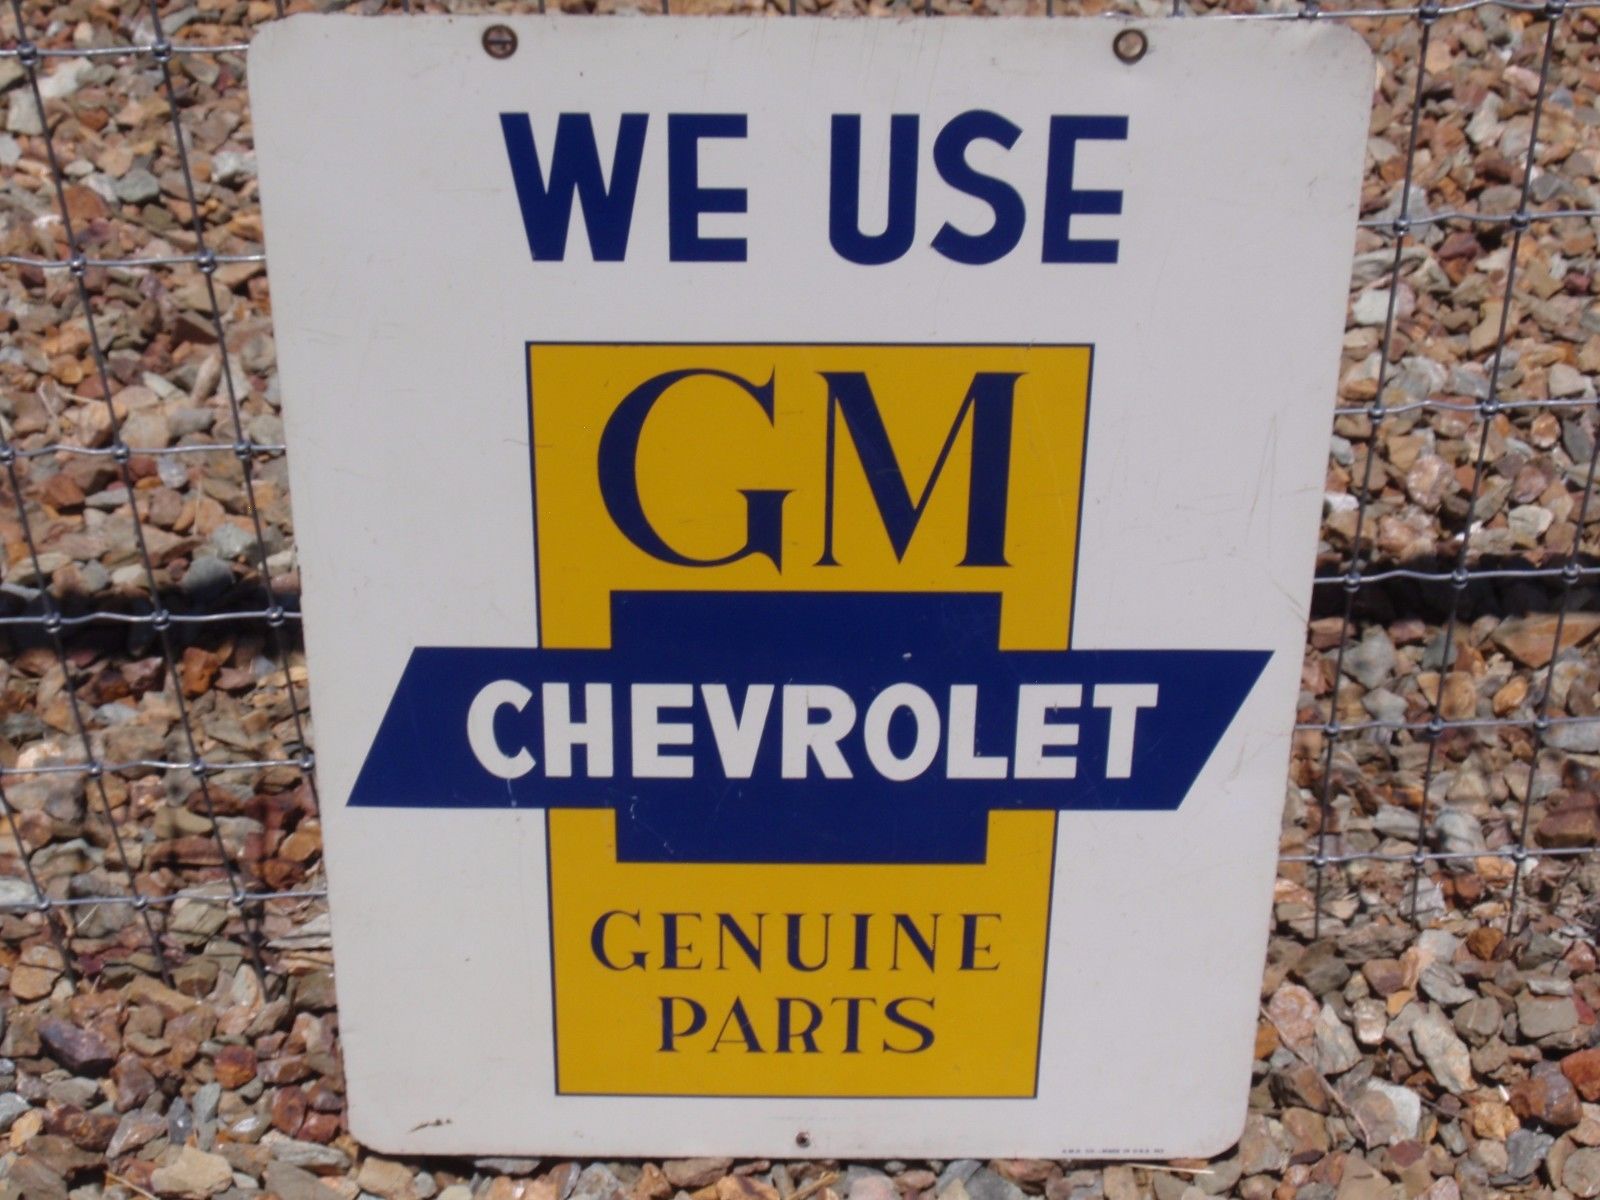 WE USE
GM
CHEVROLET
GENUINE
PARTS